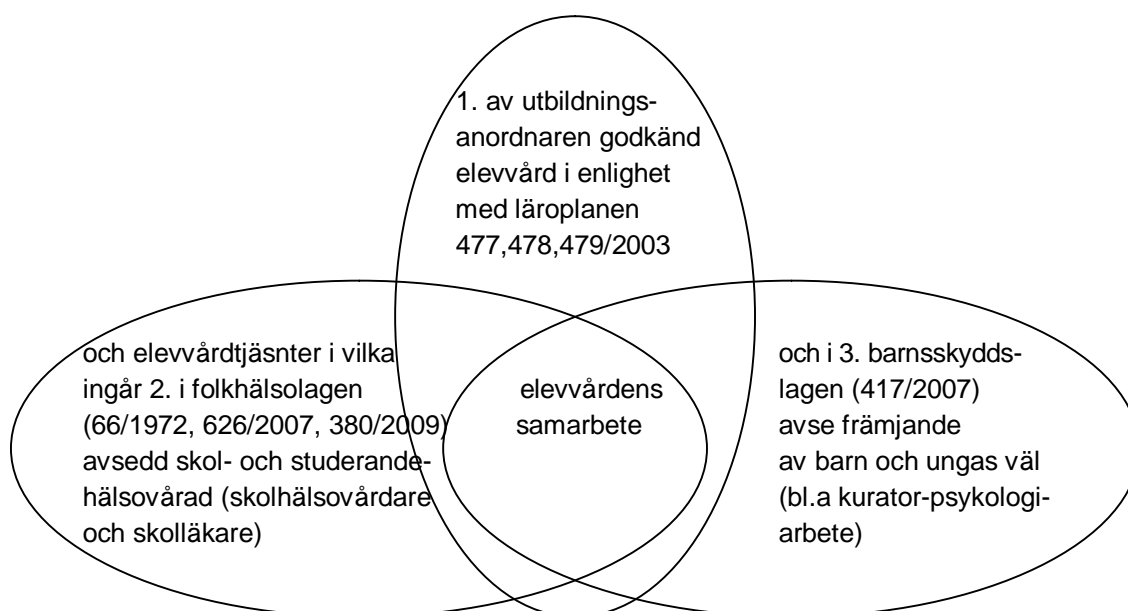 1. av utbildnings-
anordnaren godkänd
elevvård i enlighet
med läroplanen
477,478,479/2003
och elevvårdtjäsnter i vilka
ingår 2. i folkhälsolagen
(66/1972, 626/2007, 380/2009)
avsedd skol- och studerande-
hälsovårad (skolhälsovårdare
och skolläkare)
elevvårdens
samarbete
och i 3. barnsskydds-
lagen (417/2007)
avse främjande
av barn och ungas väl
(bl.a kurator-psykologi-
arbete)